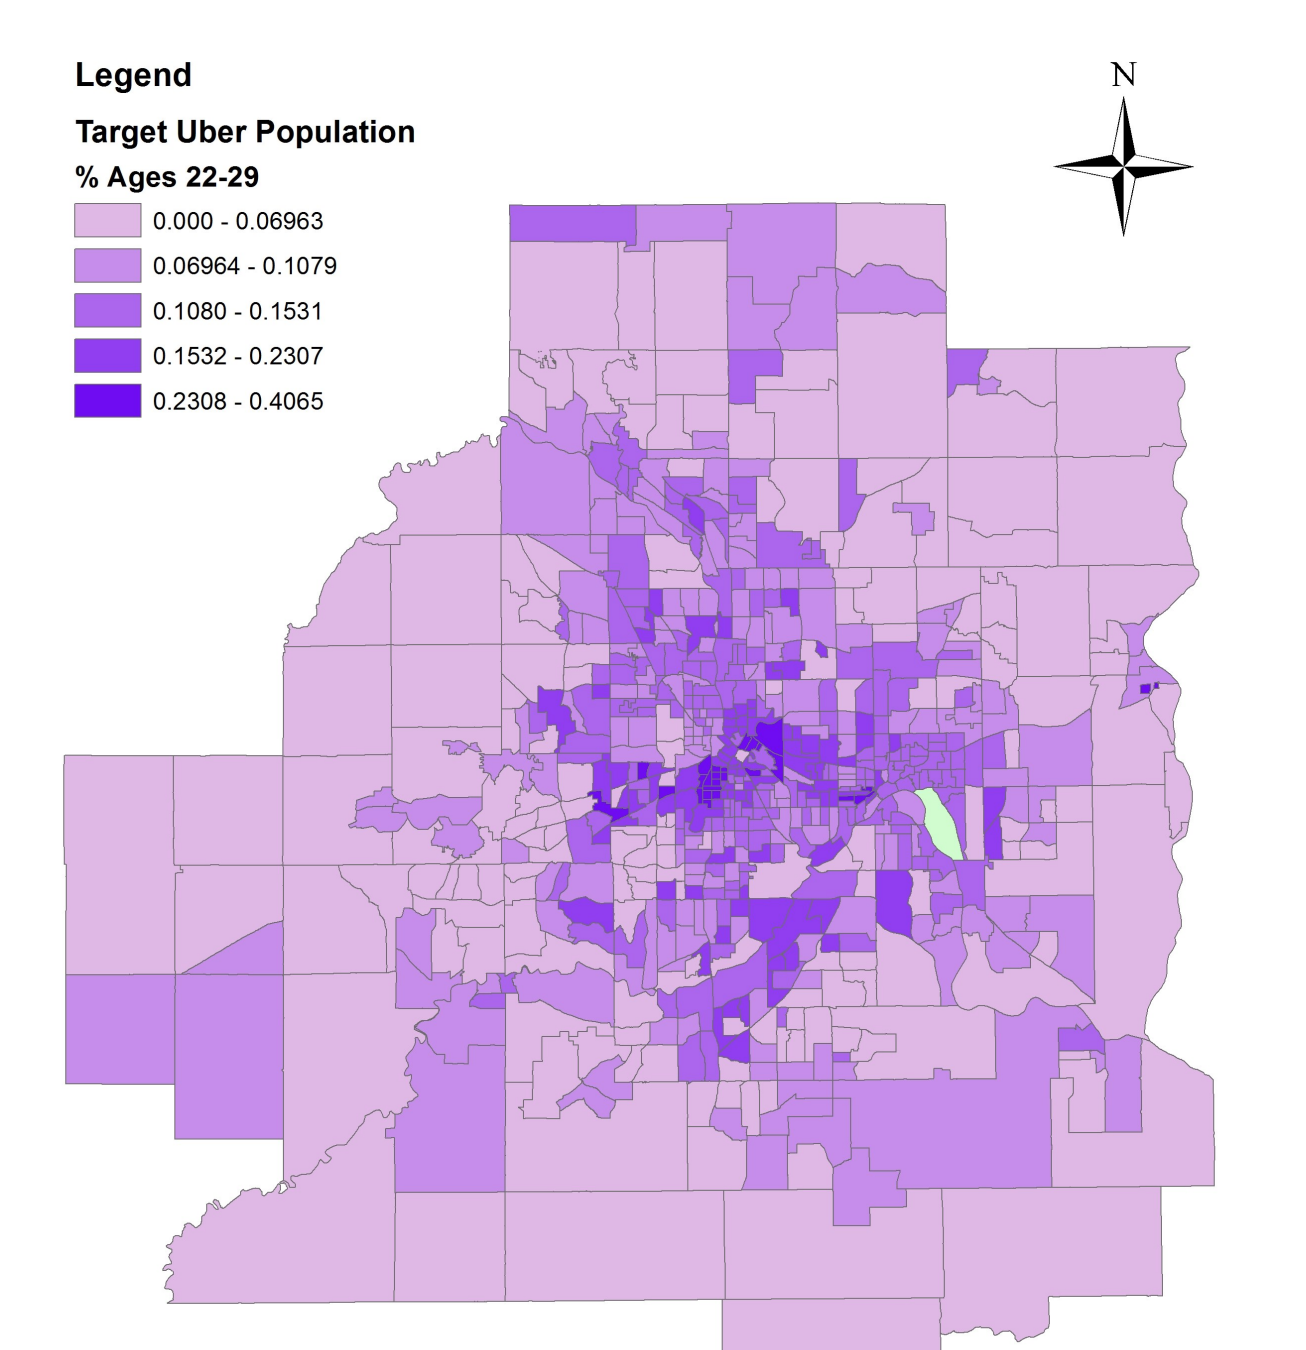 Legend
Target Uber Population
% Ages 22-29
0.000 - 0.06963
0.06964 - 0.1079
0.1080 - 0.1531
0.1532 - 0.2307
0.2308 - 0.4065
N